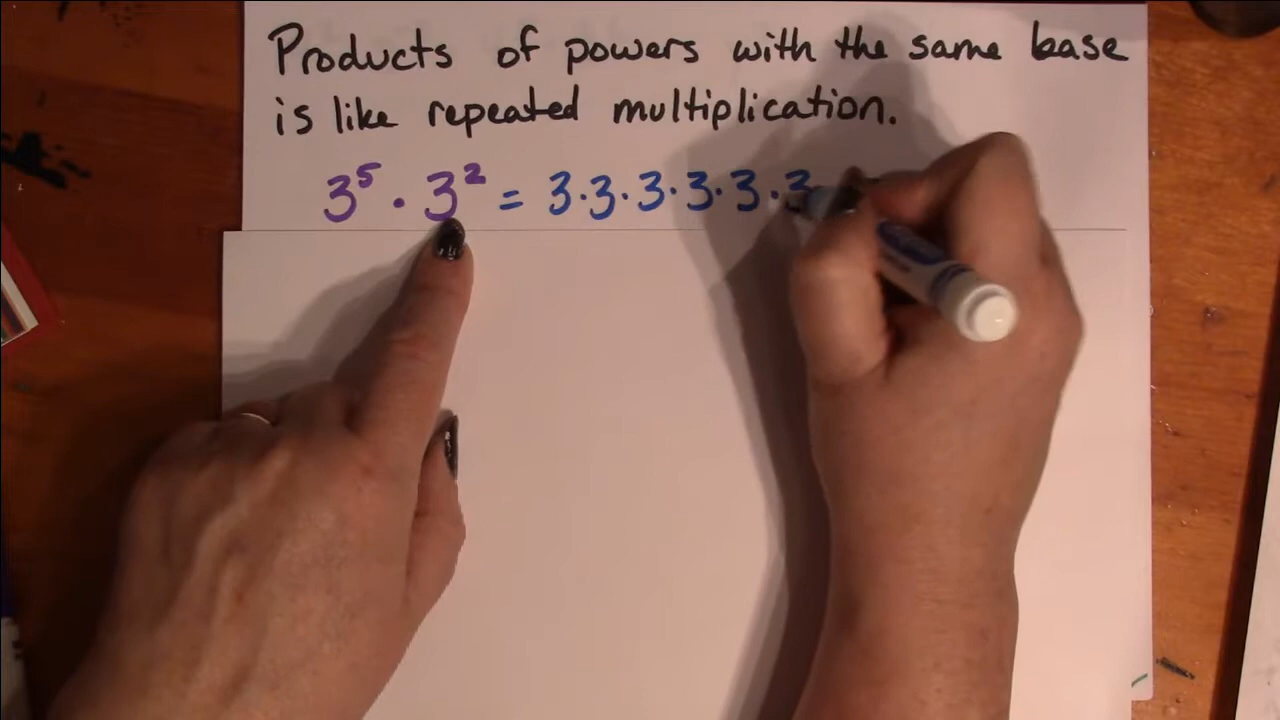 Products of powers with the same base
is like repeated multiplication.
3⁵ · 3² = 3·3·3·3·3·3